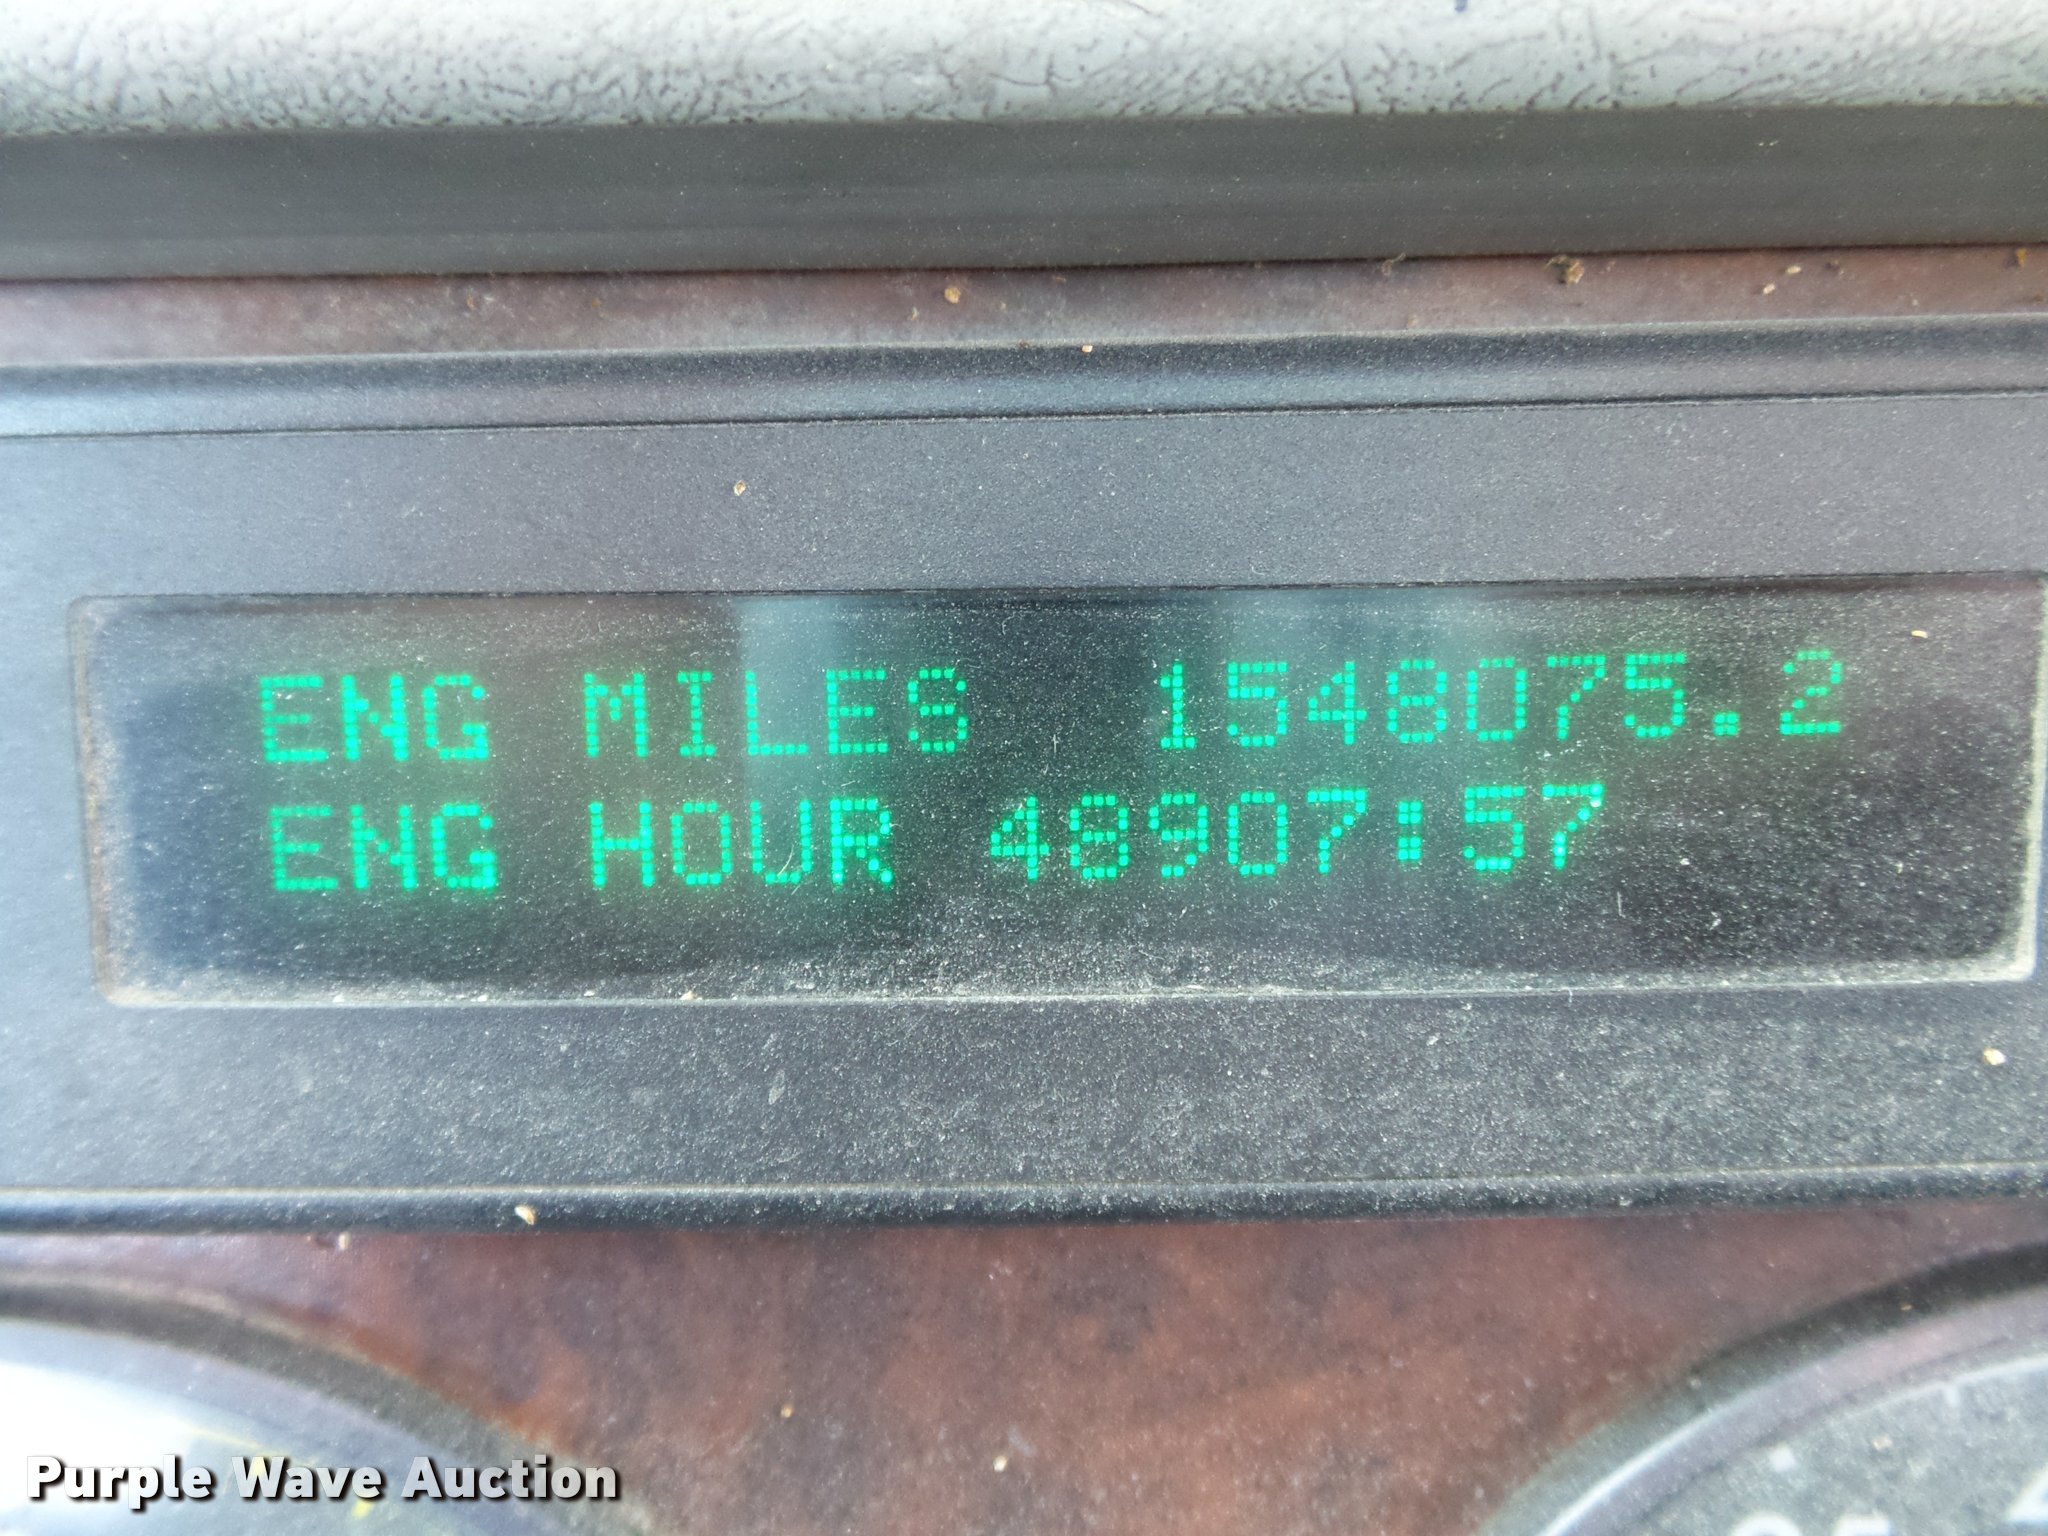 ENG MILES 1548075.2
ENG HOUR 48907:57
Purple Wave Auction